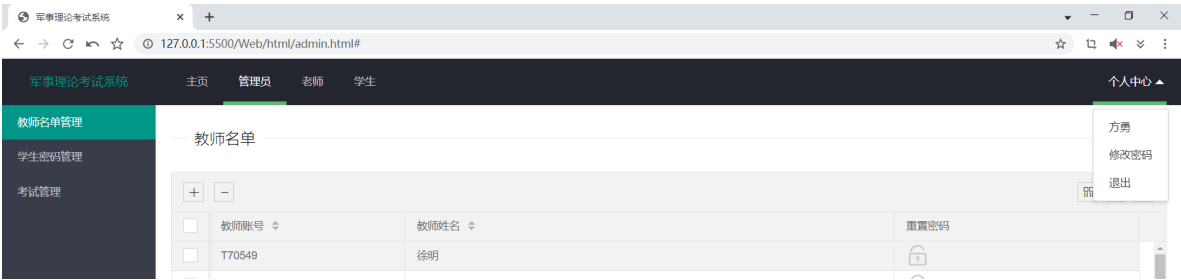 军事理论考试系统
127.0.0.1:5500/Web/html/admin.html#
军事理论考试系统 主页 管理员 老师 学生 个人中心
方勇
修改密码
退出
教师名单管理
学生密码管理
考试管理
教师名单
教师账号 教师姓名 重置密码
T70549 徐明